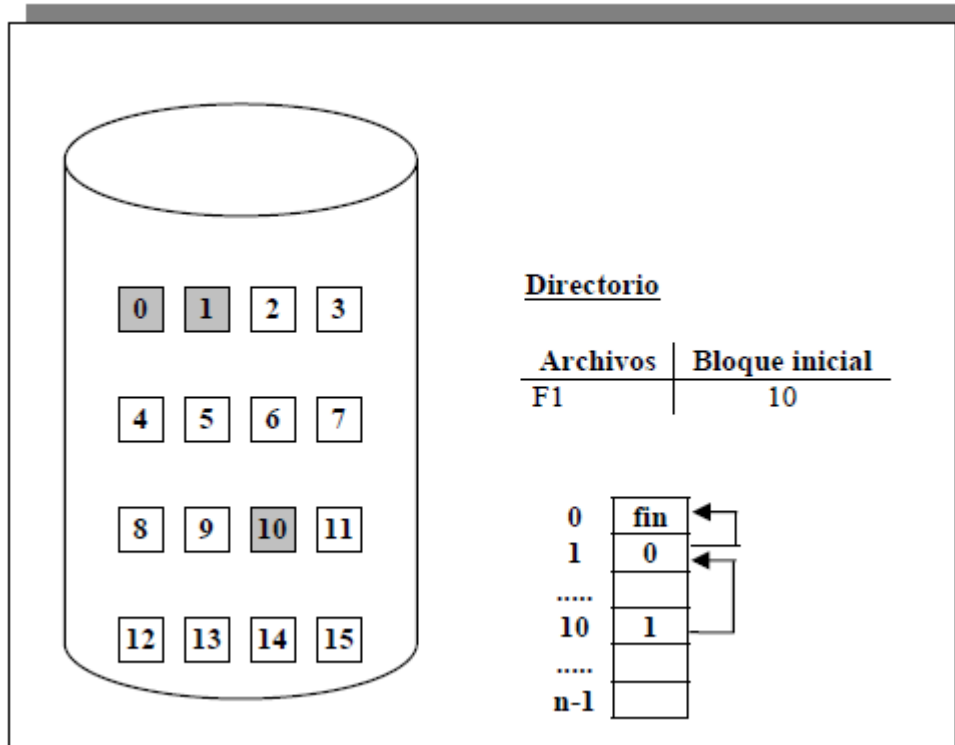 0 1 2 3
4 5 6 7
8 9 10 11
12 13 14 15
Directorio
Archivos Bloque inicial
F1 10
0 fin
1 0
.....
10 1
.....
n-1